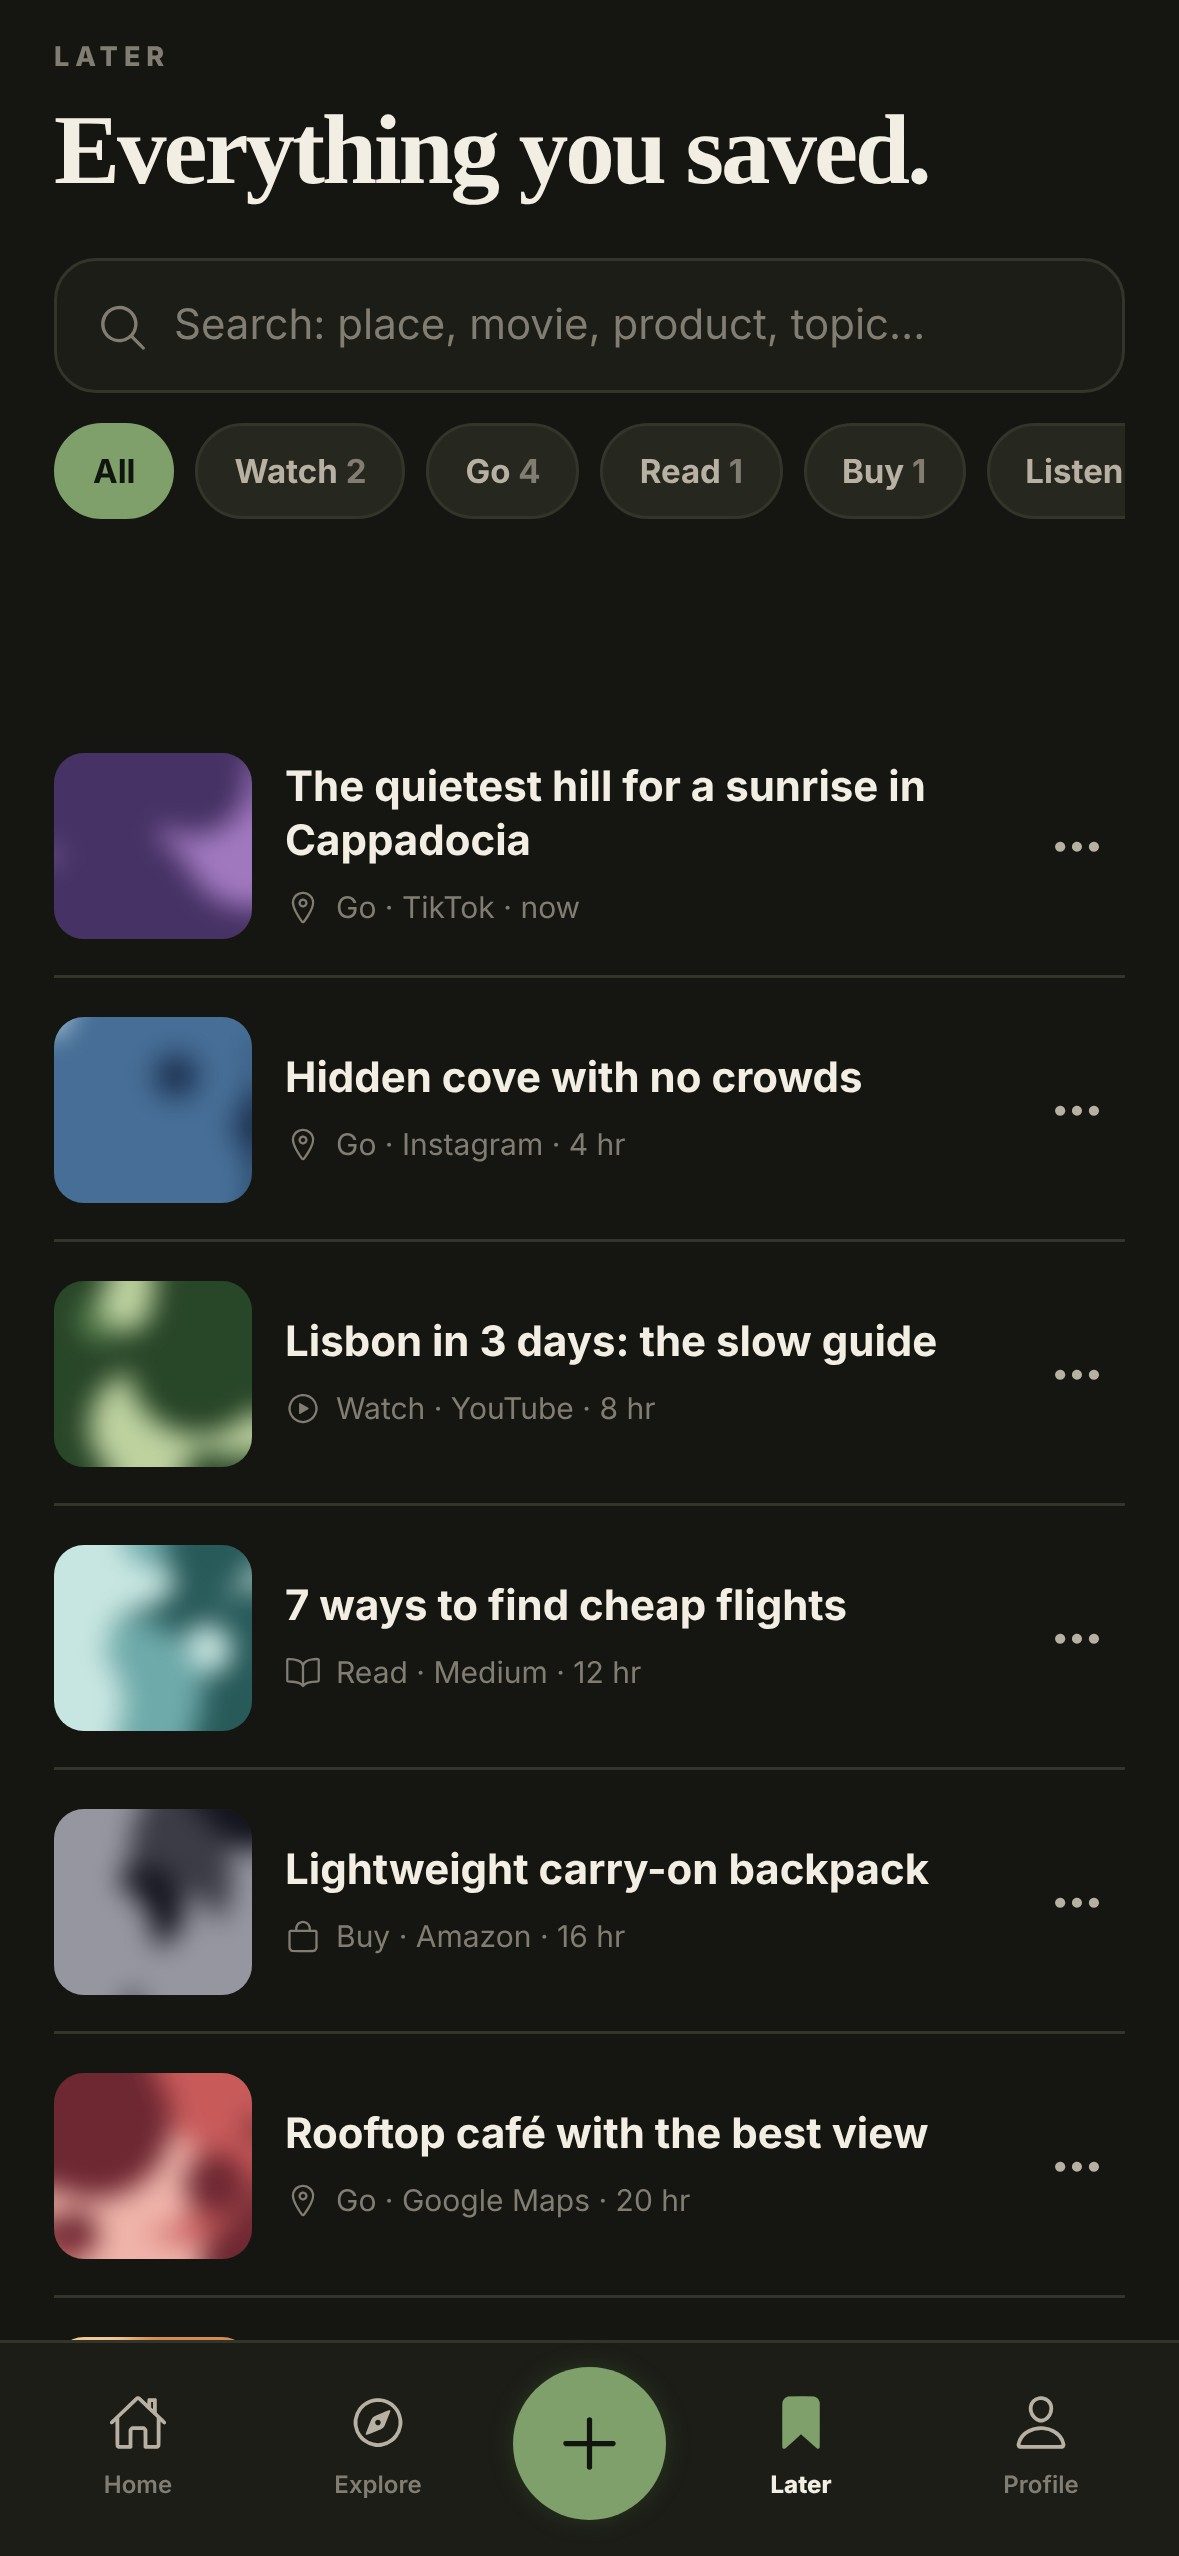 LATER
Everything you saved.
Search: place, movie, product, topic...
All
Watch 2
Go 4
Read 1
Buy 1
Listen
The quietest hill for a sunrise in
Cappadocia
Go · TikTok · now
Hidden cove with no crowds
Go · Instagram · 4 hr
Lisbon in 3 days: the slow guide
Watch · YouTube · 8 hr
7 ways to find cheap flights
Read · Medium · 12 hr
Lightweight carry-on backpack
Buy · Amazon · 16 hr
Rooftop café with the best view
Go · Google Maps · 20 hr
Home
Explore
Later
Profile